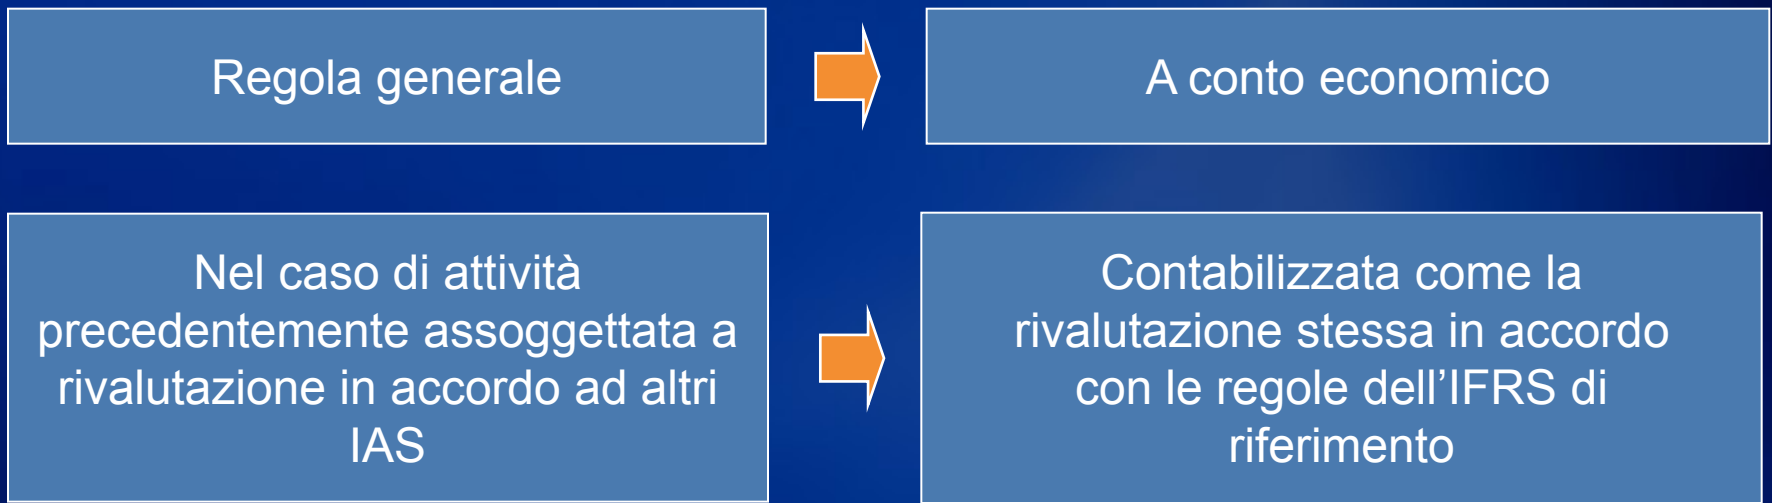 Regola generale
A conto economico
Nel caso di attività
precedentemente assoggettata a
rivalutazione in accordo ad altri
IAS
Contabilizzata come la
rivalutazione stessa in accordo
con le regole dell’IFRS di
riferimento